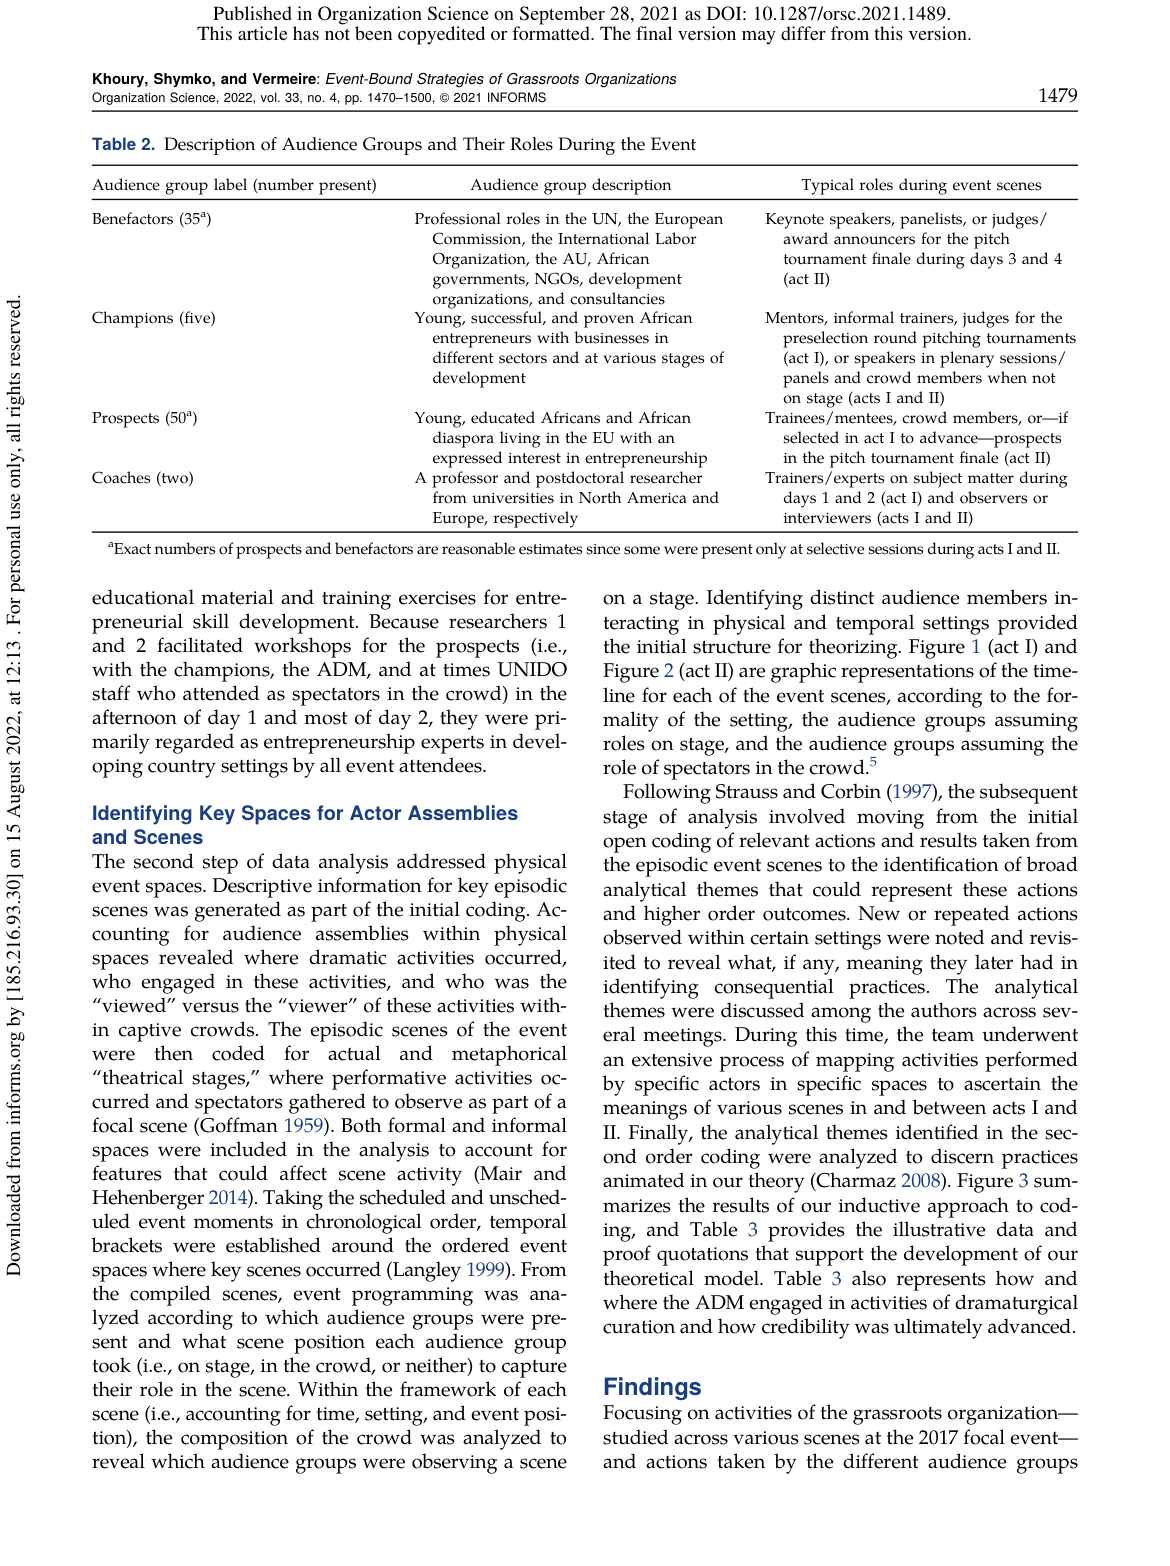 Published in Organization Science on September 28, 2021 as DOI: 10.1287/orsc.2021.1489.
This article has not been copyedited or formatted. The final version may differ from this version.
Khoury, Shymko, and Vermeire: Event-Bound Strategies of Grassroots Organizations
Organization Science, 2022, vol. 33, no. 4, pp. 1470–1500, © 2021 INFORMS
1479
Table 2. Description of Audience Groups and Their Roles During the Event
Audience group label (number present) Audience group description Typical roles during event scenes
Benefactors (35ᵃ) Professional roles in the UN, the European Keynote speakers, panelists, or judges/
Commission, the International Labor award announcers for the pitch
Organization, the AU, African tournament finale during days 3 and 4
governments, NGOs, development (act II)
organizations, and consultancies
Champions (five) Young, successful, and proven African Mentors, informal trainers, judges for the
entrepreneurs with businesses in preselection round pitching tournaments
different sectors and at various stages of (act I), or speakers in plenary sessions/
development panels and crowd members when not
on stage (acts I and II)
Prospects (50ᵃ) Young, educated Africans and African Trainees/mentees, crowd members, or—if
diaspora living in the EU with an selected in act I to advance—prospects
expressed interest in entrepreneurship in the pitch tournament finale (act II)
Coaches (two) A professor and postdoctoral researcher Trainers/experts on subject matter during
from universities in North America and days 1 and 2 (act I) and observers or
Europe, respectively interviewers (acts I and II)
ᵃExact numbers of prospects and benefactors are reasonable estimates since some were present only at selective sessions during acts I and II.
educational material and training exercises for entre-
preneurial skill development. Because researchers 1
and 2 facilitated workshops for the prospects (i.e.,
with the champions, the ADM, and at times UNIDO
staff who attended as spectators in the crowd) in the
afternoon of day 1 and most of day 2, they were pri-
marily regarded as entrepreneurship experts in devel-
oping country settings by all event attendees.
Identifying Key Spaces for Actor Assemblies
and Scenes
The second step of data analysis addressed physical
event spaces. Descriptive information for key episodic
scenes was generated as part of the initial coding. Ac-
counting for audience assemblies within physical
spaces revealed where dramatic activities occurred,
who engaged in these activities, and who was the
“viewed” versus the “viewer” of these activities with-
in captive crowds. The episodic scenes of the event
were then coded for actual and metaphorical
“theatrical stages,” where performative activities oc-
curred and spectators gathered to observe as part of a
focal scene (Goffman 1959). Both formal and informal
spaces were included in the analysis to account for
features that could affect scene activity (Mair and
Hehenberger 2014). Taking the scheduled and unsched-
uled event moments in chronological order, temporal
brackets were established around the ordered event
spaces where key scenes occurred (Langley 1999). From
the compiled scenes, event programming was ana-
lyzed according to which audience groups were pre-
sent and what scene position each audience group
took (i.e., on stage, in the crowd, or neither) to capture
their role in the scene. Within the framework of each
scene (i.e., accounting for time, setting, and event posi-
tion), the composition of the crowd was analyzed to
reveal which audience groups were observing a scene
on a stage. Identifying distinct audience members in-
teracting in physical and temporal settings provided
the initial structure for theorizing. Figure 1 (act I) and
Figure 2 (act II) are graphic representations of the time-
line for each of the event scenes, according to the for-
mality of the setting, the audience groups assuming
roles on stage, and the audience groups assuming the
role of spectators in the crowd.⁵
Following Strauss and Corbin (1997), the subsequent
stage of analysis involved moving from the initial
open coding of relevant actions and results taken from
the episodic event scenes to the identification of broad
analytical themes that could represent these actions
and higher order outcomes. New or repeated actions
observed within certain settings were noted and revis-
ited to reveal what, if any, meaning they later had in
identifying consequential practices. The analytical
themes were discussed among the authors across sev-
eral meetings. During this time, the team underwent
an extensive process of mapping activities performed
by specific actors in specific spaces to ascertain the
meanings of various scenes in and between acts I and
II. Finally, the analytical themes identified in the sec-
ond order coding were analyzed to discern practices
animated in our theory (Charmaz 2008). Figure 3 sum-
marizes the results of our inductive approach to cod-
ing, and Table 3 provides the illustrative data and
proof quotations that support the development of our
theoretical model. Table 3 also represents how and
where the ADM engaged in activities of dramaturgical
curation and how credibility was ultimately advanced.
Findings
Focusing on activities of the grassroots organization—
studied across various scenes at the 2017 focal event—
and actions taken by the different audience groups
Downloaded from informs.org by [185.216.93.30] on 15 August 2022, at 12:13 . For personal use only, all rights reserved.